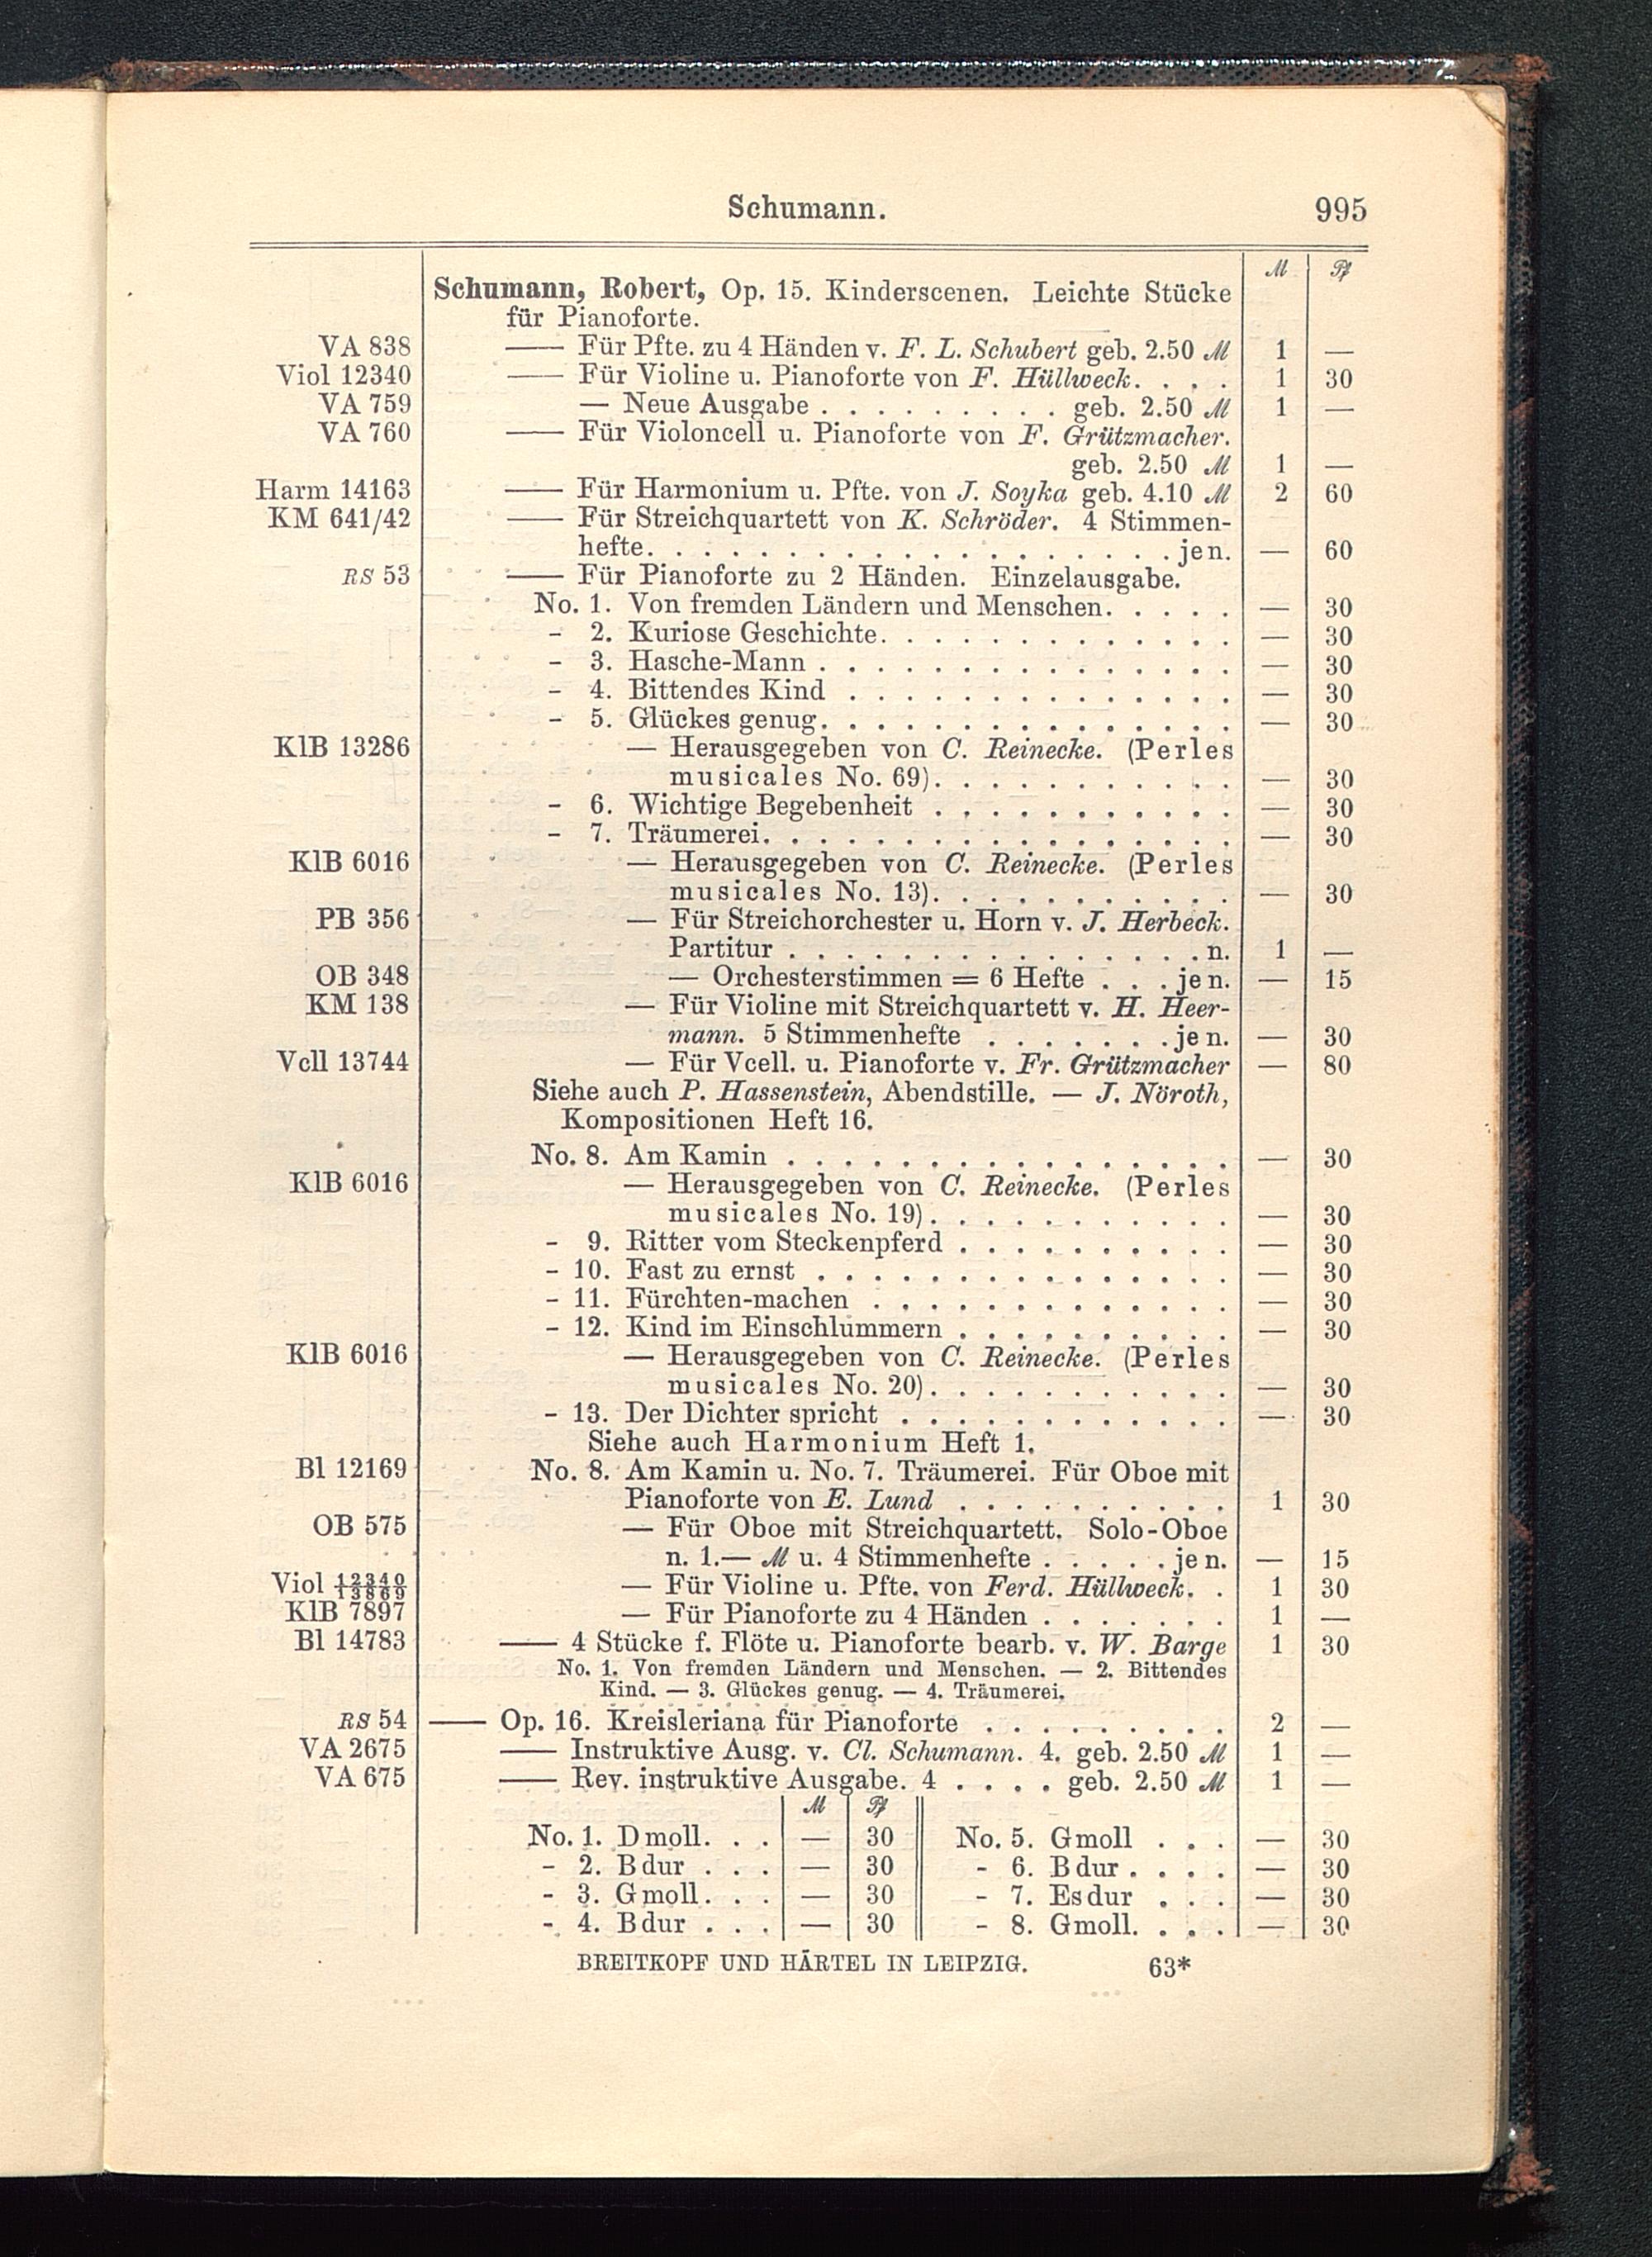 Schumann. 995
M Pf
Schumann, Robert, Op. 15. Kinderscenen. Leichte Stücke
für Pianoforte.
VA 838 —— Für Pfte. zu 4 Händen v. F. L. Schubert geb. 2.50 M 1 —
Viol 12340 —— Für Violine u. Pianoforte von F. Hüllweck. . . . 1 30
VA 759 — Neue Ausgabe . . . . . . . . . geb. 2.50 M 1 —
VA 760 —— Für Violoncell u. Pianoforte von F. Grützmacher.
geb. 2.50 M 1 —
Harm 14163 —— Für Harmonium u. Pfte. von J. Soyka geb. 4.10 M 2 60
KM 641/42 —— Für Streichquartett von K. Schröder. 4 Stimmen-
hefte. . . . . . . . . . . . . . . . . . . je n. — 60
RS 53 —— Für Pianoforte zu 2 Händen. Einzelausgabe.
No. 1. Von fremden Ländern und Menschen. . . . . — 30
- 2. Kuriose Geschichte. . . . . . . . . . . . . — 30
- 3. Hasche-Mann . . . . . . . . . . . . . . . — 30
- 4. Bittendes Kind . . . . . . . . . . . . . . — 30
- 5. Glückes genug. . . . . . . . . . . . . . . — 30
KlB 13286 — Herausgegeben von C. Reinecke. (Perles
musicales No. 69). . . . . . . . . . . — 30
- 6. Wichtige Begebenheit . . . . . . . . . . . — 30
- 7. Träumerei. . . . . . . . . . . . . . . . . — 30
KlB 6016 — Herausgegeben von C. Reinecke. (Perles
musicales No. 13). . . . . . . . . . . — 30
PB 356 — Für Streichorchester u. Horn v. J. Herbeck.
Partitur . . . . . . . . . . . . . . . n. 1 —
OB 348 — Orchesterstimmen = 6 Hefte . . . je n. — 15
KM 138 — Für Violine mit Streichquartett v. H. Heer-
mann. 5 Stimmenhefte . . . . . . . je n. — 30
Vcll 13744 — Für Vcell. u. Pianoforte v. Fr. Grützmacher — 80
Siehe auch P. Hassenstein, Abendstille. — J. Nöroth,
Kompositionen Heft 16.
No. 8. Am Kamin . . . . . . . . . . . . . . . . — 30
KlB 6016 — Herausgegeben von C. Reinecke. (Perles
musicales No. 19). . . . . . . . . . . — 30
- 9. Ritter vom Steckenpferd . . . . . . . . . . — 30
- 10. Fast zu ernst . . . . . . . . . . . . . . . — 30
- 11. Fürchten-machen . . . . . . . . . . . . . — 30
- 12. Kind im Einschlummern . . . . . . . . . . — 30
KlB 6016 — Herausgegeben von C. Reinecke. (Perles
musicales No. 20). . . . . . . . . . . — 30
- 13. Der Dichter spricht . . . . . . . . . . . . — 30
Siehe auch Harmonium Heft 1.
Bl 12169 No. 8. Am Kamin u. No. 7. Träumerei. Für Oboe mit
Pianoforte von E. Lund . . . . . . . . . . 1 30
OB 575 — Für Oboe mit Streichquartett. Solo-Oboe
n. 1.— M u. 4 Stimmenhefte . . . . . je n. — 15
Viol 12340/13869 — Für Violine u. Pfte. von Ferd. Hüllweck. . 1 30
KlB 7897 — Für Pianoforte zu 4 Händen . . . . . . . 1 —
Bl 14783 —— 4 Stücke f. Flöte u. Pianoforte bearb. v. W. Barge 1 30
No. 1. Von fremden Ländern und Menschen. — 2. Bittendes
Kind. — 3. Glückes genug. — 4. Träumerei.
RS 54 —— Op. 16. Kreisleriana für Pianoforte . . . . . . . . . 2 —
VA 2675 —— Instruktive Ausg. v. Cl. Schumann. 4. geb. 2.50 M 1 —
VA 675 —— Rev. instruktive Ausgabe. 4 . . . . geb. 2.50 M 1 —
M Pf
No. 1. D moll. . . — 30 No. 5. G moll . . . — 30
- 2. B dur . . . — 30 - 6. B dur . . . . — 30
- 3. G moll. . . — 30 - 7. Es dur . . . — 30
- 4. B dur . . . — 30 - 8. G moll. . . . — 30
BREITKOPF UND HÄRTEL IN LEIPZIG. 63*